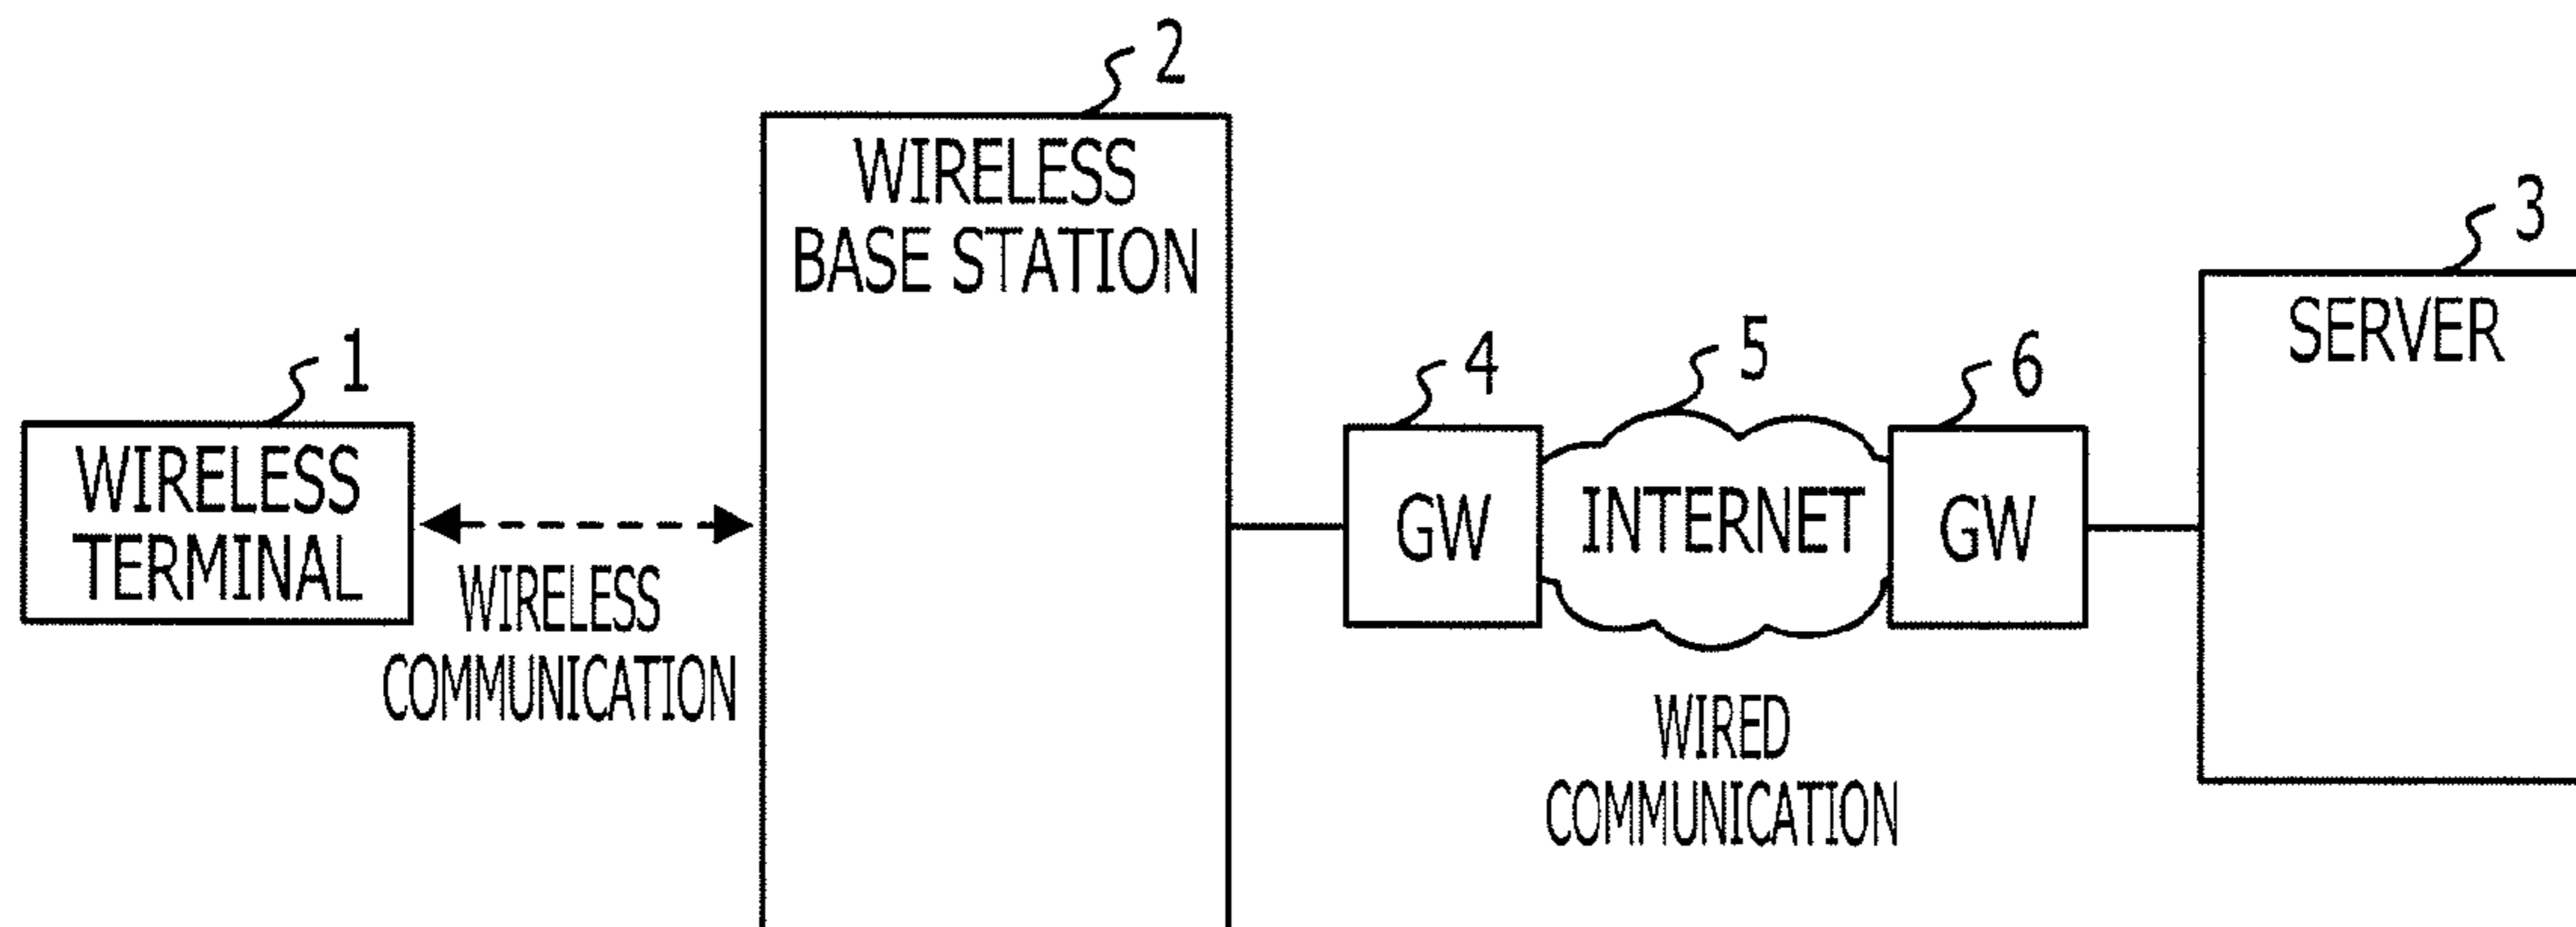 2
WIRELESS
BASE STATION
3
SERVER
1
WIRELESS
TERMINAL
WIRELESS
COMMUNICATION
4
GW
5
INTERNET
6
GW
WIRED
COMMUNICATION